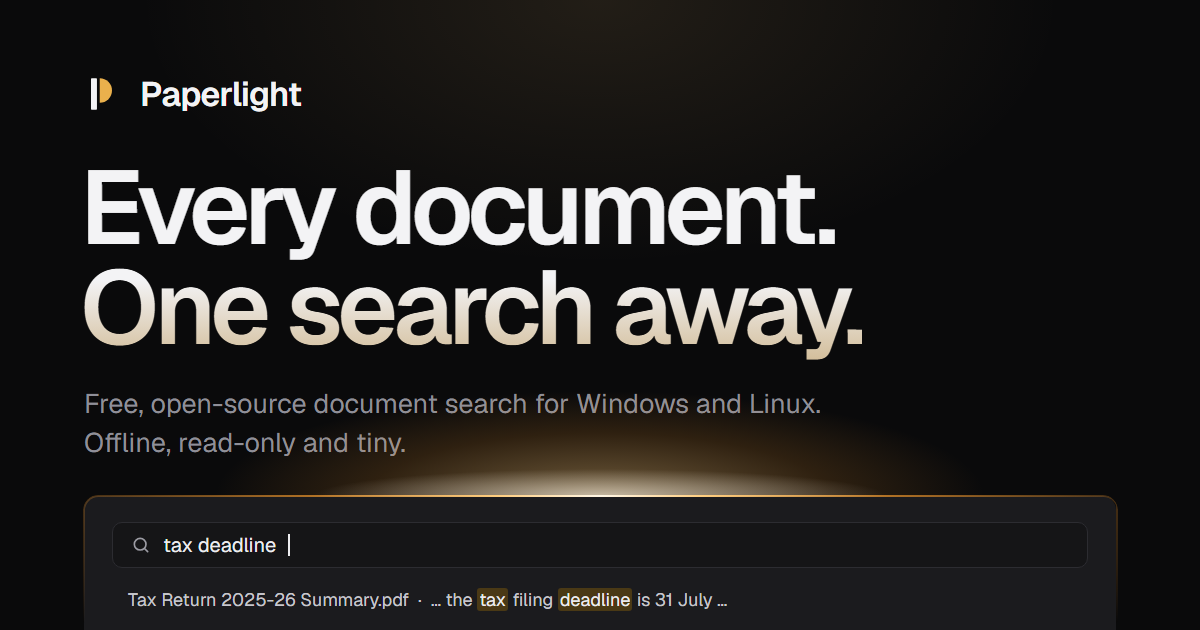 Paperlight
Every document.
One search away.
Free, open-source document search for Windows and Linux.
Offline, read-only and tiny.
tax deadline
Tax Return 2025-26 Summary.pdf · ... the tax filing deadline is 31 July ...